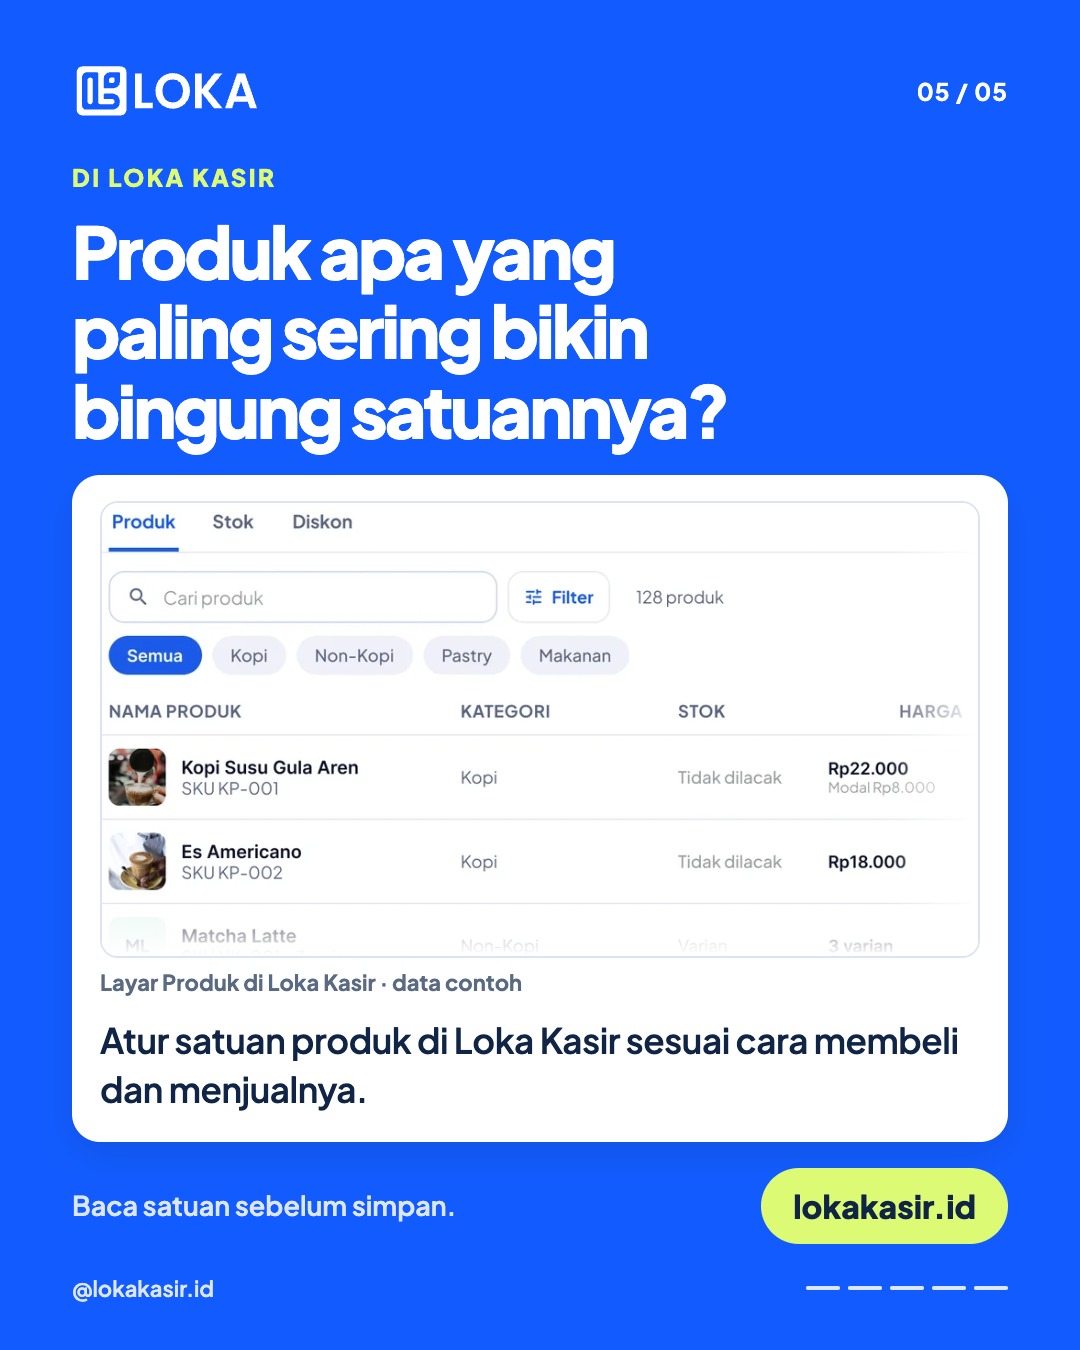 LOKA
05 / 05
DI LOKA KASIR
Produk apa yang
paling sering bikin
bingung satuannya?
Produk Stok Diskon
Cari produk Filter 128 produk
Semua Kopi Non-Kopi Pastry Makanan
NAMA PRODUK KATEGORI STOK HARGA
Kopi Susu Gula Aren Kopi Tidak dilacak Rp22.000
SKU KP-001 Modal Rp8.000
Es Americano Kopi Tidak dilacak Rp18.000
SKU KP-002
ML Matcha Latte Non-Kopi Varian 3 varian
Layar Produk di Loka Kasir · data contoh
Atur satuan produk di Loka Kasir sesuai cara membeli
dan menjualnya.
Baca satuan sebelum simpan.
lokakasir.id
@lokakasir.id